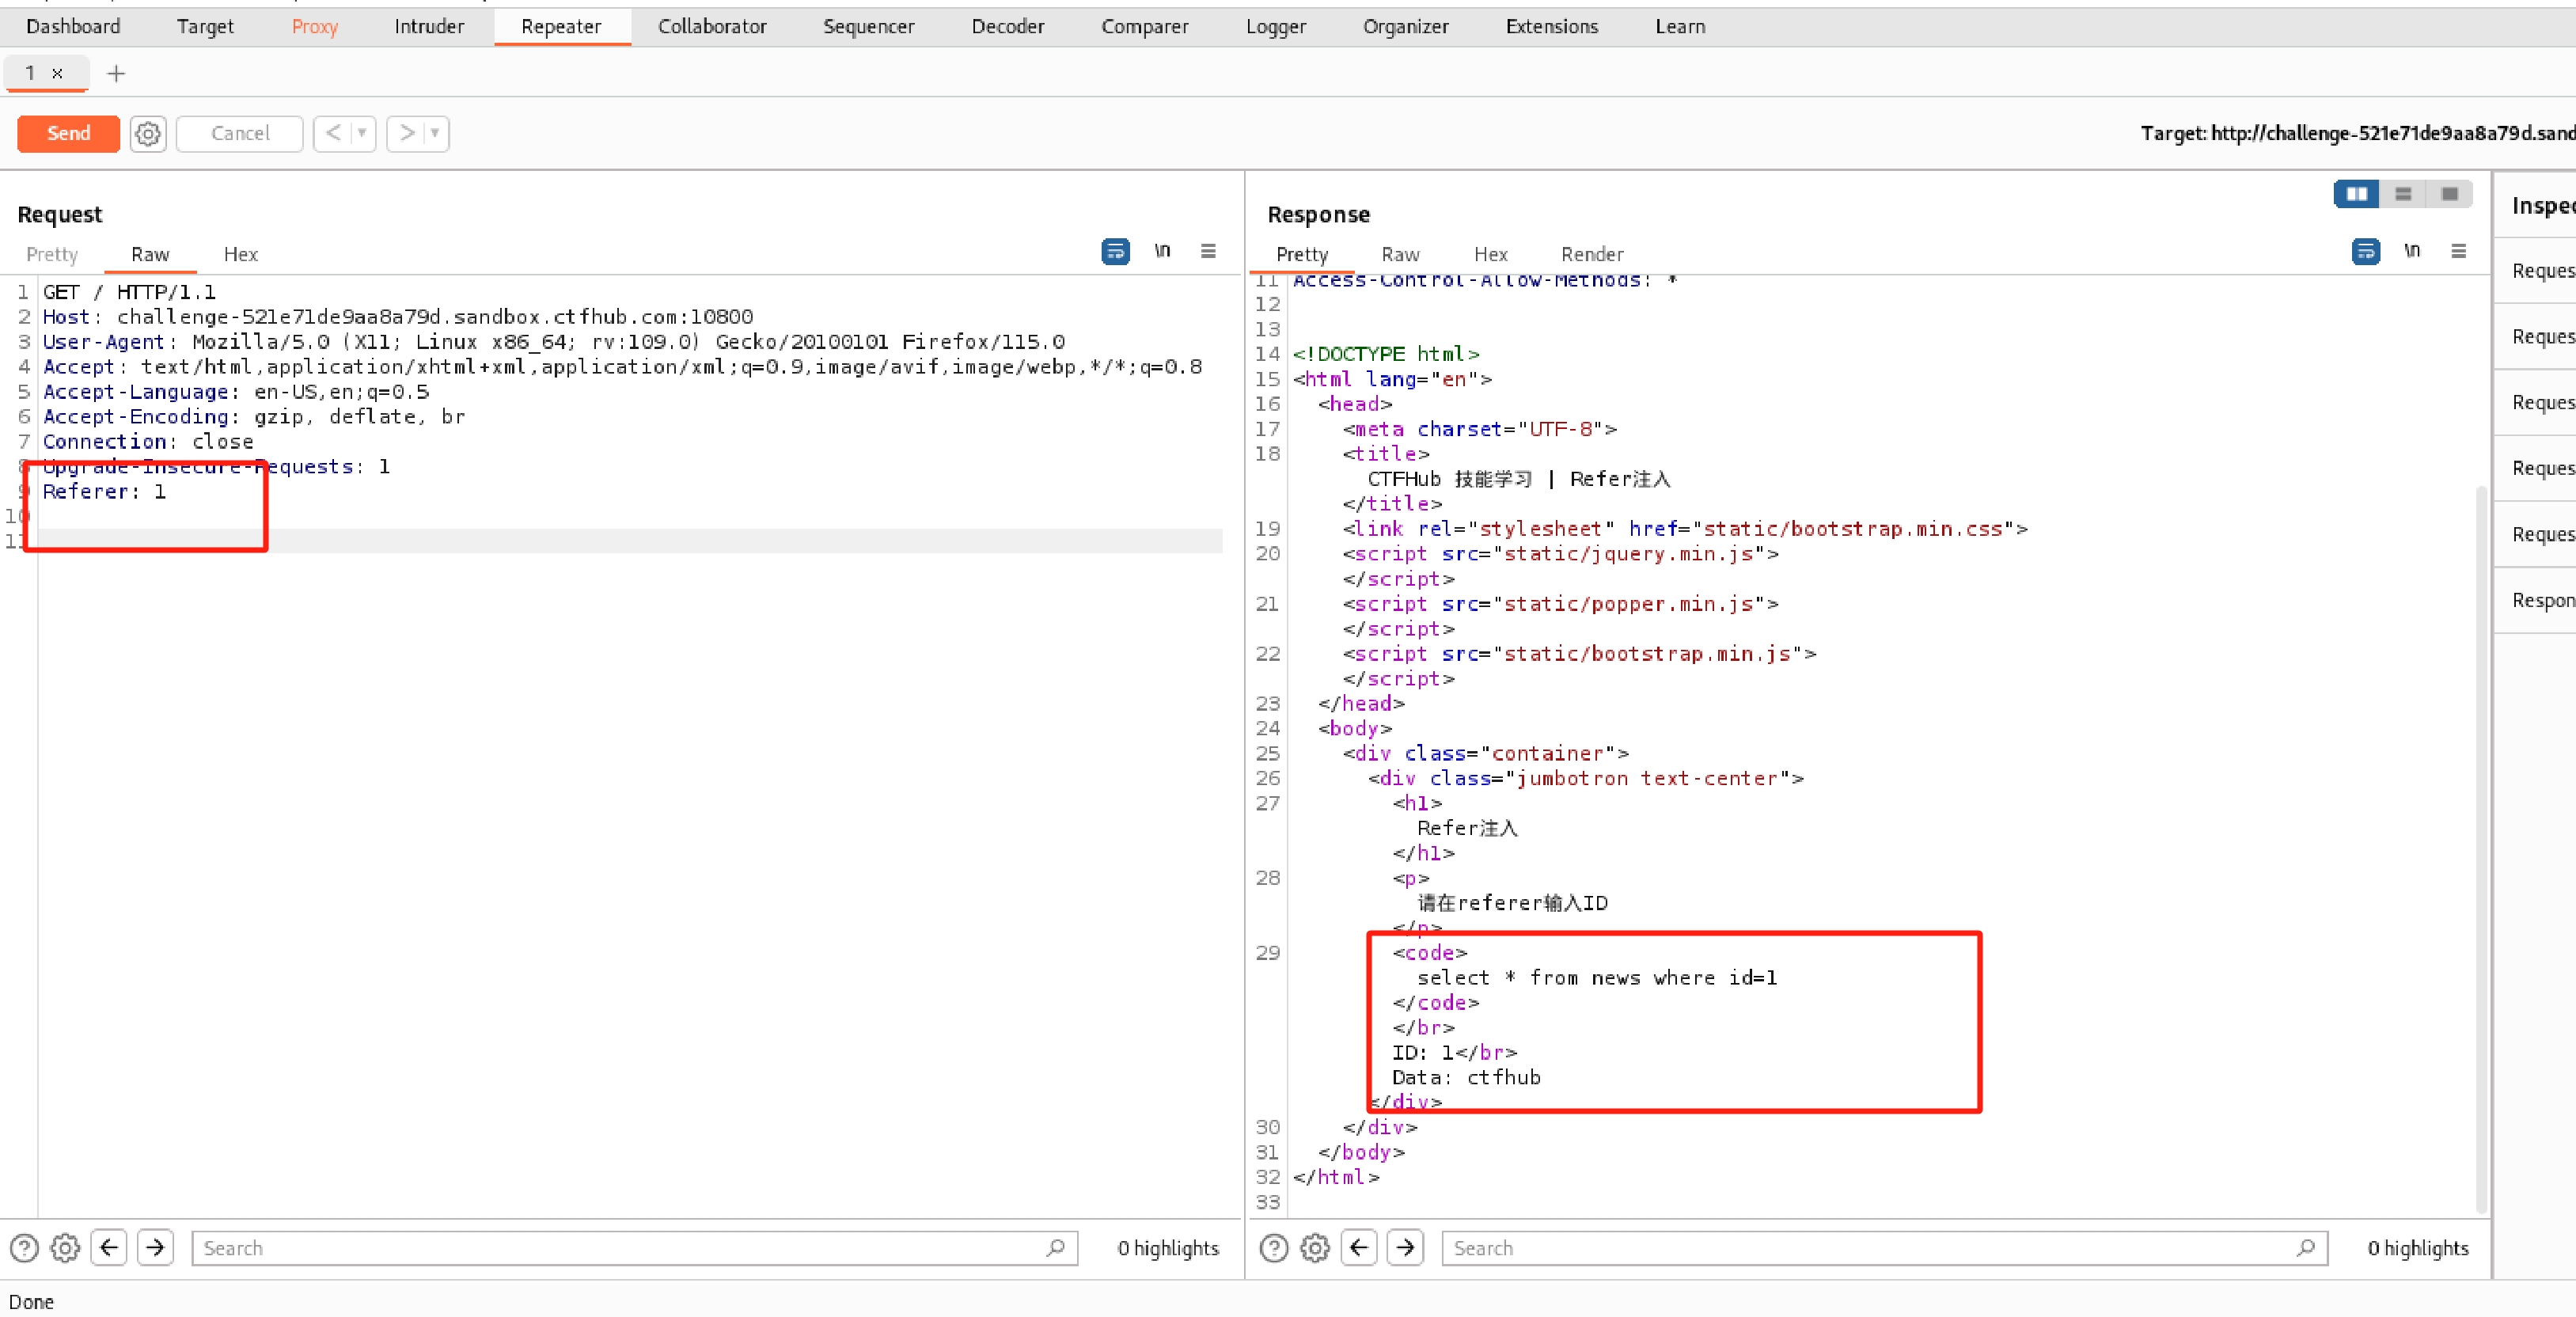 Dashboard Target Proxy Intruder Repeater Collaborator Sequencer Decoder Comparer Logger Organizer Extensions Learn
1 × +
Send Cancel < >
Target: http://challenge-521e71de9aa8a79d.sand
Request
Pretty Raw Hex \n
1 GET / HTTP/1.1
2 Host: challenge-521e71de9aa8a79d.sandbox.ctfhub.com:10800
3 User-Agent: Mozilla/5.0 (X11; Linux x86_64; rv:109.0) Gecko/20100101 Firefox/115.0
4 Accept: text/html,application/xhtml+xml,application/xml;q=0.9,image/avif,image/webp,*/*;q=0.8
5 Accept-Language: en-US,en;q=0.5
6 Accept-Encoding: gzip, deflate, br
7 Connection: close
8 Upgrade-Insecure-Requests: 1
9 Referer: 1
10
11
Search 0 highlights
Response
Pretty Raw Hex Render \n
11 Access-Control-Allow-Methods: *
12
13
14 <!DOCTYPE html>
15 <html lang="en">
16 <head>
17 <meta charset="UTF-8">
18 <title>
CTFHub 技能学习 | Refer注入
</title>
19 <link rel="stylesheet" href="static/bootstrap.min.css">
20 <script src="static/jquery.min.js">
</script>
21 <script src="static/popper.min.js">
</script>
22 <script src="static/bootstrap.min.js">
</script>
23 </head>
24 <body>
25 <div class="container">
26 <div class="jumbotron text-center">
27 <h1>
Refer注入
</h1>
28 <p>
请在referer输入ID
</p>
29 <code>
select * from news where id=1
</code>
</br>
ID: 1</br>
Data: ctfhub
</div>
30 </div>
31 </body>
32 </html>
33
Search 0 highlights
Inspec
Reques
Reques
Reques
Reques
Reques
Respon
Done